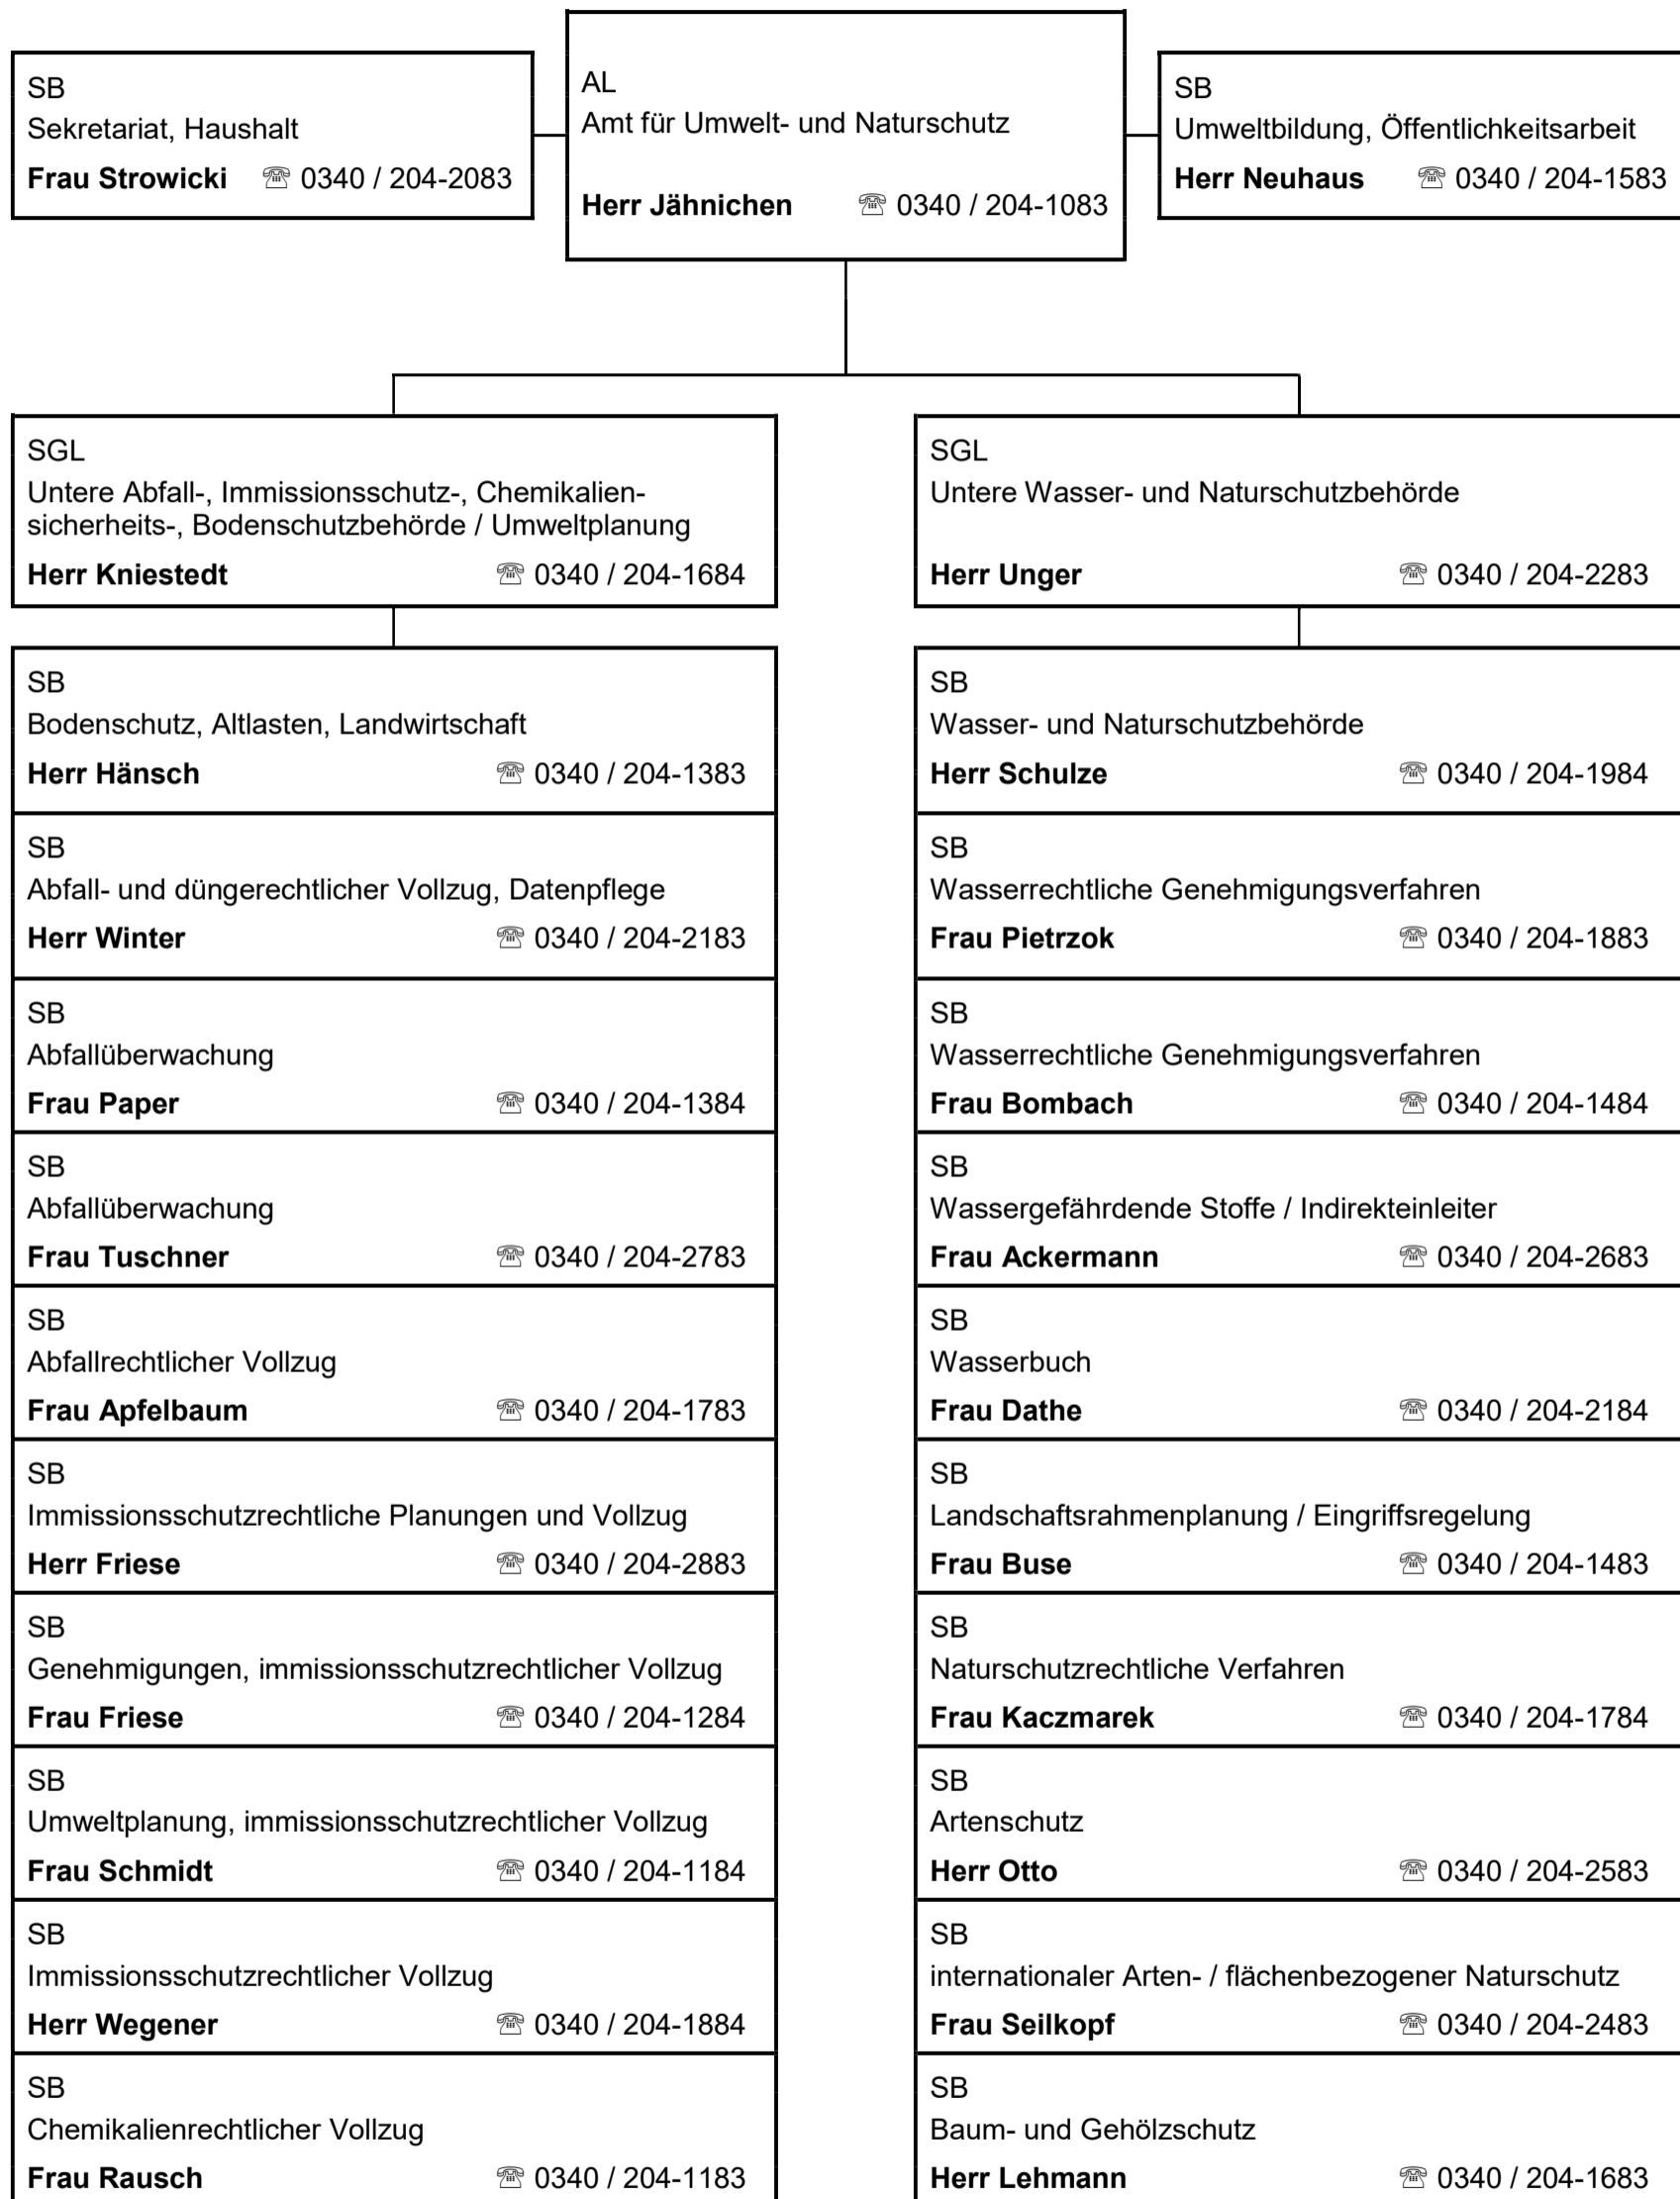 SB
Sekretariat, Haushalt
Frau Strowicki ☏ 0340 / 204-2083
AL
Amt für Umwelt- und Naturschutz
Herr Jähnichen ☏ 0340 / 204-1083
SB
Umweltbildung, Öffentlichkeitsarbeit
Herr Neuhaus ☏ 0340 / 204-1583
SGL
Untere Abfall-, Immissionsschutz-, Chemikalien-
sicherheits-, Bodenschutzbehörde / Umweltplanung
Herr Kniestedt ☏ 0340 / 204-1684
SB
Bodenschutz, Altlasten, Landwirtschaft
Herr Hänsch ☏ 0340 / 204-1383
SB
Abfall- und düngerechtlicher Vollzug, Datenpflege
Herr Winter ☏ 0340 / 204-2183
SB
Abfallüberwachung
Frau Paper ☏ 0340 / 204-1384
SB
Abfallüberwachung
Frau Tuschner ☏ 0340 / 204-2783
SB
Abfallrechtlicher Vollzug
Frau Apfelbaum ☏ 0340 / 204-1783
SB
Immissionsschutzrechtliche Planungen und Vollzug
Herr Friese ☏ 0340 / 204-2883
SB
Genehmigungen, immissionsschutzrechtlicher Vollzug
Frau Friese ☏ 0340 / 204-1284
SB
Umweltplanung, immissionsschutzrechtlicher Vollzug
Frau Schmidt ☏ 0340 / 204-1184
SB
Immissionsschutzrechtlicher Vollzug
Herr Wegener ☏ 0340 / 204-1884
SB
Chemikalienrechtlicher Vollzug
Frau Rausch ☏ 0340 / 204-1183
SGL
Untere Wasser- und Naturschutzbehörde
Herr Unger ☏ 0340 / 204-2283
SB
Wasser- und Naturschutzbehörde
Herr Schulze ☏ 0340 / 204-1984
SB
Wasserrechtliche Genehmigungsverfahren
Frau Pietrzok ☏ 0340 / 204-1883
SB
Wasserrechtliche Genehmigungsverfahren
Frau Bombach ☏ 0340 / 204-1484
SB
Wassergefährdende Stoffe / Indirekteinleiter
Frau Ackermann ☏ 0340 / 204-2683
SB
Wasserbuch
Frau Dathe ☏ 0340 / 204-2184
SB
Landschaftsrahmenplanung / Eingriffsregelung
Frau Buse ☏ 0340 / 204-1483
SB
Naturschutzrechtliche Verfahren
Frau Kaczmarek ☏ 0340 / 204-1784
SB
Artenschutz
Herr Otto ☏ 0340 / 204-2583
SB
internationaler Arten- / flächenbezogener Naturschutz
Frau Seilkopf ☏ 0340 / 204-2483
SB
Baum- und Gehölzschutz
Herr Lehmann ☏ 0340 / 204-1683